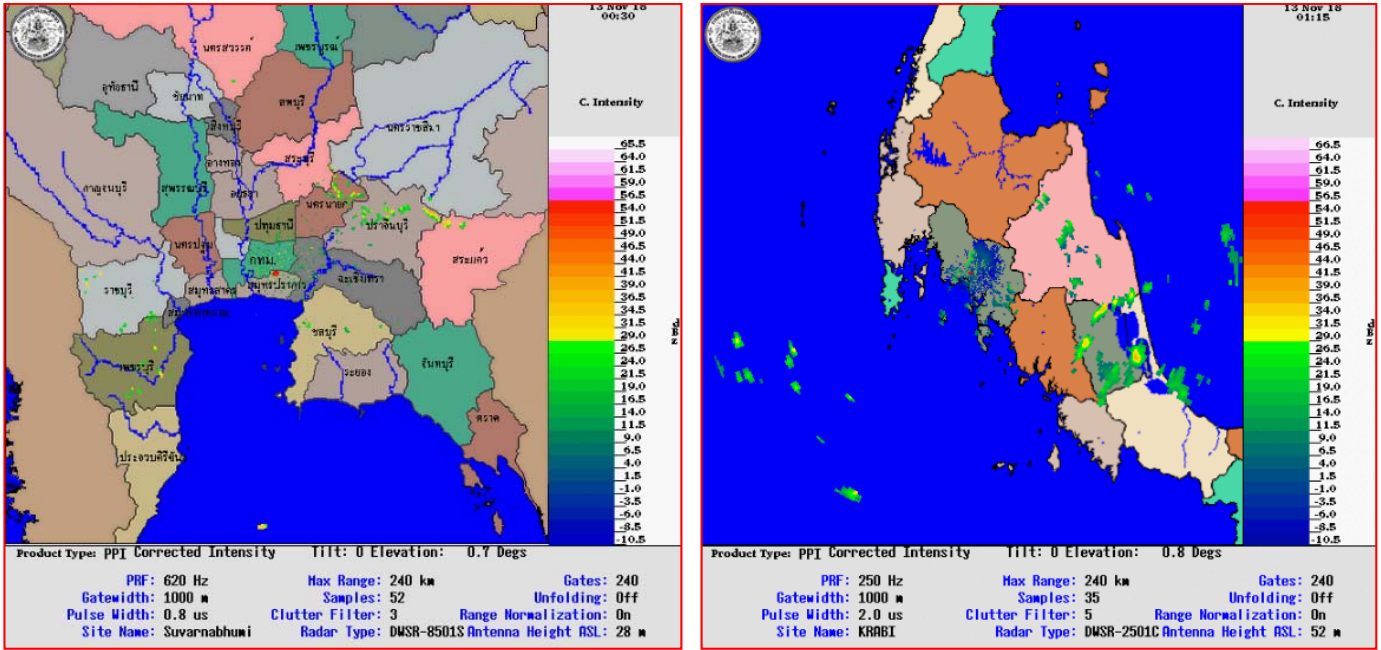 13 Nov 18
00:30
C. Intensity
65.5
64.0
61.5
59.0
56.5
54.0
51.5
49.0
46.5
44.0
41.5
39.0
36.5
34.0
31.5
29.0
26.5
24.0
21.5
19.0
16.5
14.0
11.5
9.0
6.5
4.0
1.5
-1.0
-3.5
-6.0
-8.5
-10.5
นครสวรรค์
เพชรบูรณ์
อุทัยธานี
ชัยนาท
ลพบุรี
สิงห์บุรี
นครราชสีมา
สระบุรี
อ่างทอง
กาญจนบุรี
สุพรรณบุรี
อยุธยา
นครนายก
ปทุมธานี
ปราจีนบุรี
นครปฐม
กทม.
สระแก้ว
ฉะเชิงเทรา
ราชบุรี
สมุทรสาคร
สมุทรปราการ
ชลบุรี
เพชรบุรี
ระยอง
จันทบุรี
ตราด
ประจวบคีรีขันธ์
Product Type: PPI Corrected Intensity Tilt: 0 Elevation: 0.7 Degs
PRF: 620 Hz Max Range: 240 km Gates: 240
Gatewidth: 1000 m Samples: 52 Unfolding: Off
Pulse Width: 0.8 us Clutter Filter: 3 Range Normalization: On
Site Name: Suvarnabhumi Radar Type: DWSR-8501S Antenna Height ASL: 28 m
13 Nov 18
01:15
C. Intensity
66.5
64.0
61.5
59.0
56.5
54.0
51.5
49.0
46.5
44.0
41.5
39.0
36.5
34.0
31.5
29.0
26.5
24.0
21.5
19.0
16.5
14.0
11.5
9.0
6.5
4.0
1.5
-1.0
-3.5
-6.0
-8.5
-10.5
Product Type: PPI Corrected Intensity Tilt: 0 Elevation: 0.8 Degs
PRF: 250 Hz Max Range: 240 km Gates: 240
Gatewidth: 1000 m Samples: 35 Unfolding: Off
Pulse Width: 2.0 us Clutter Filter: 5 Range Normalization: On
Site Name: KRABI Radar Type: DWSR-2501C Antenna Height ASL: 52 m